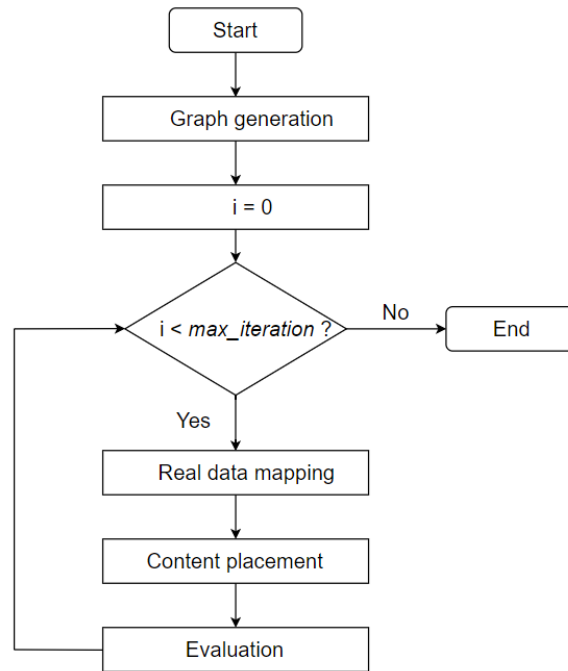 Start
Graph generation
i = 0
i < max_iteration ?
No
End
Yes
Real data mapping
Content placement
Evaluation